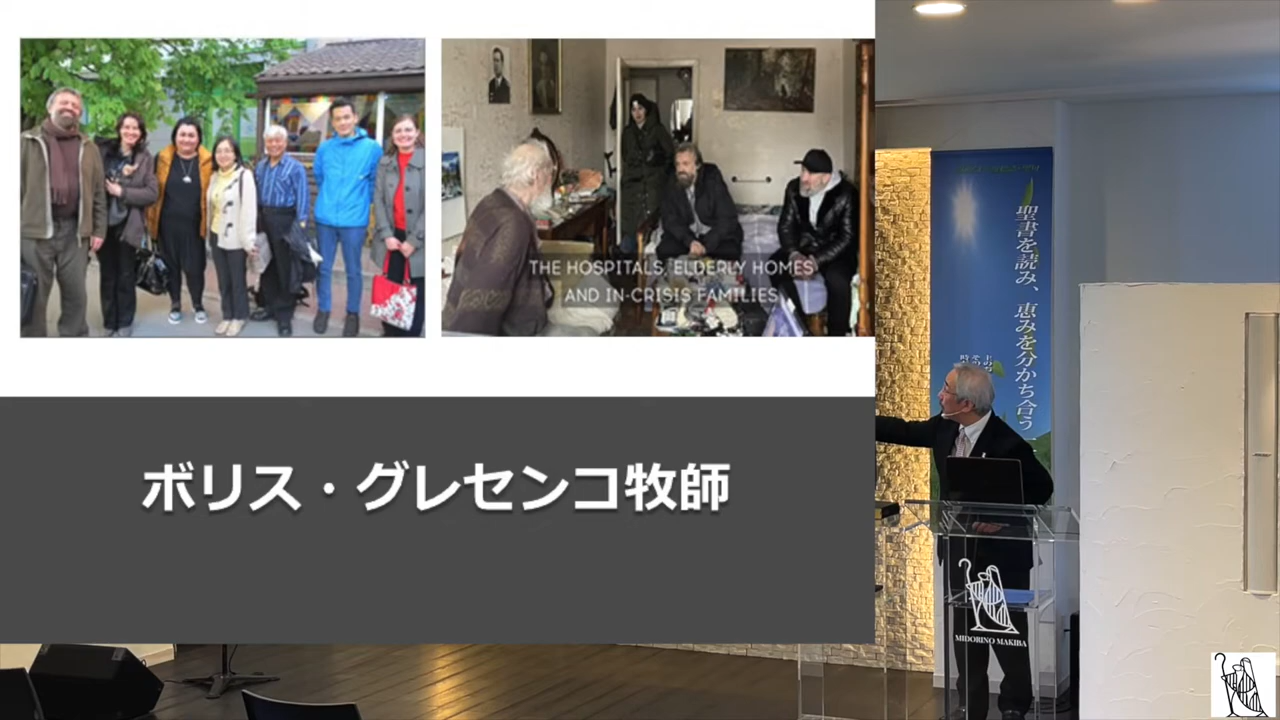 THE HOSPITALS, ELDERLY HOMES
AND IN-CRISIS FAMILIES
ボリス・グレセンコ牧師
聖書を読み、恵みを分かち合う
MIDORINO MAKIBA